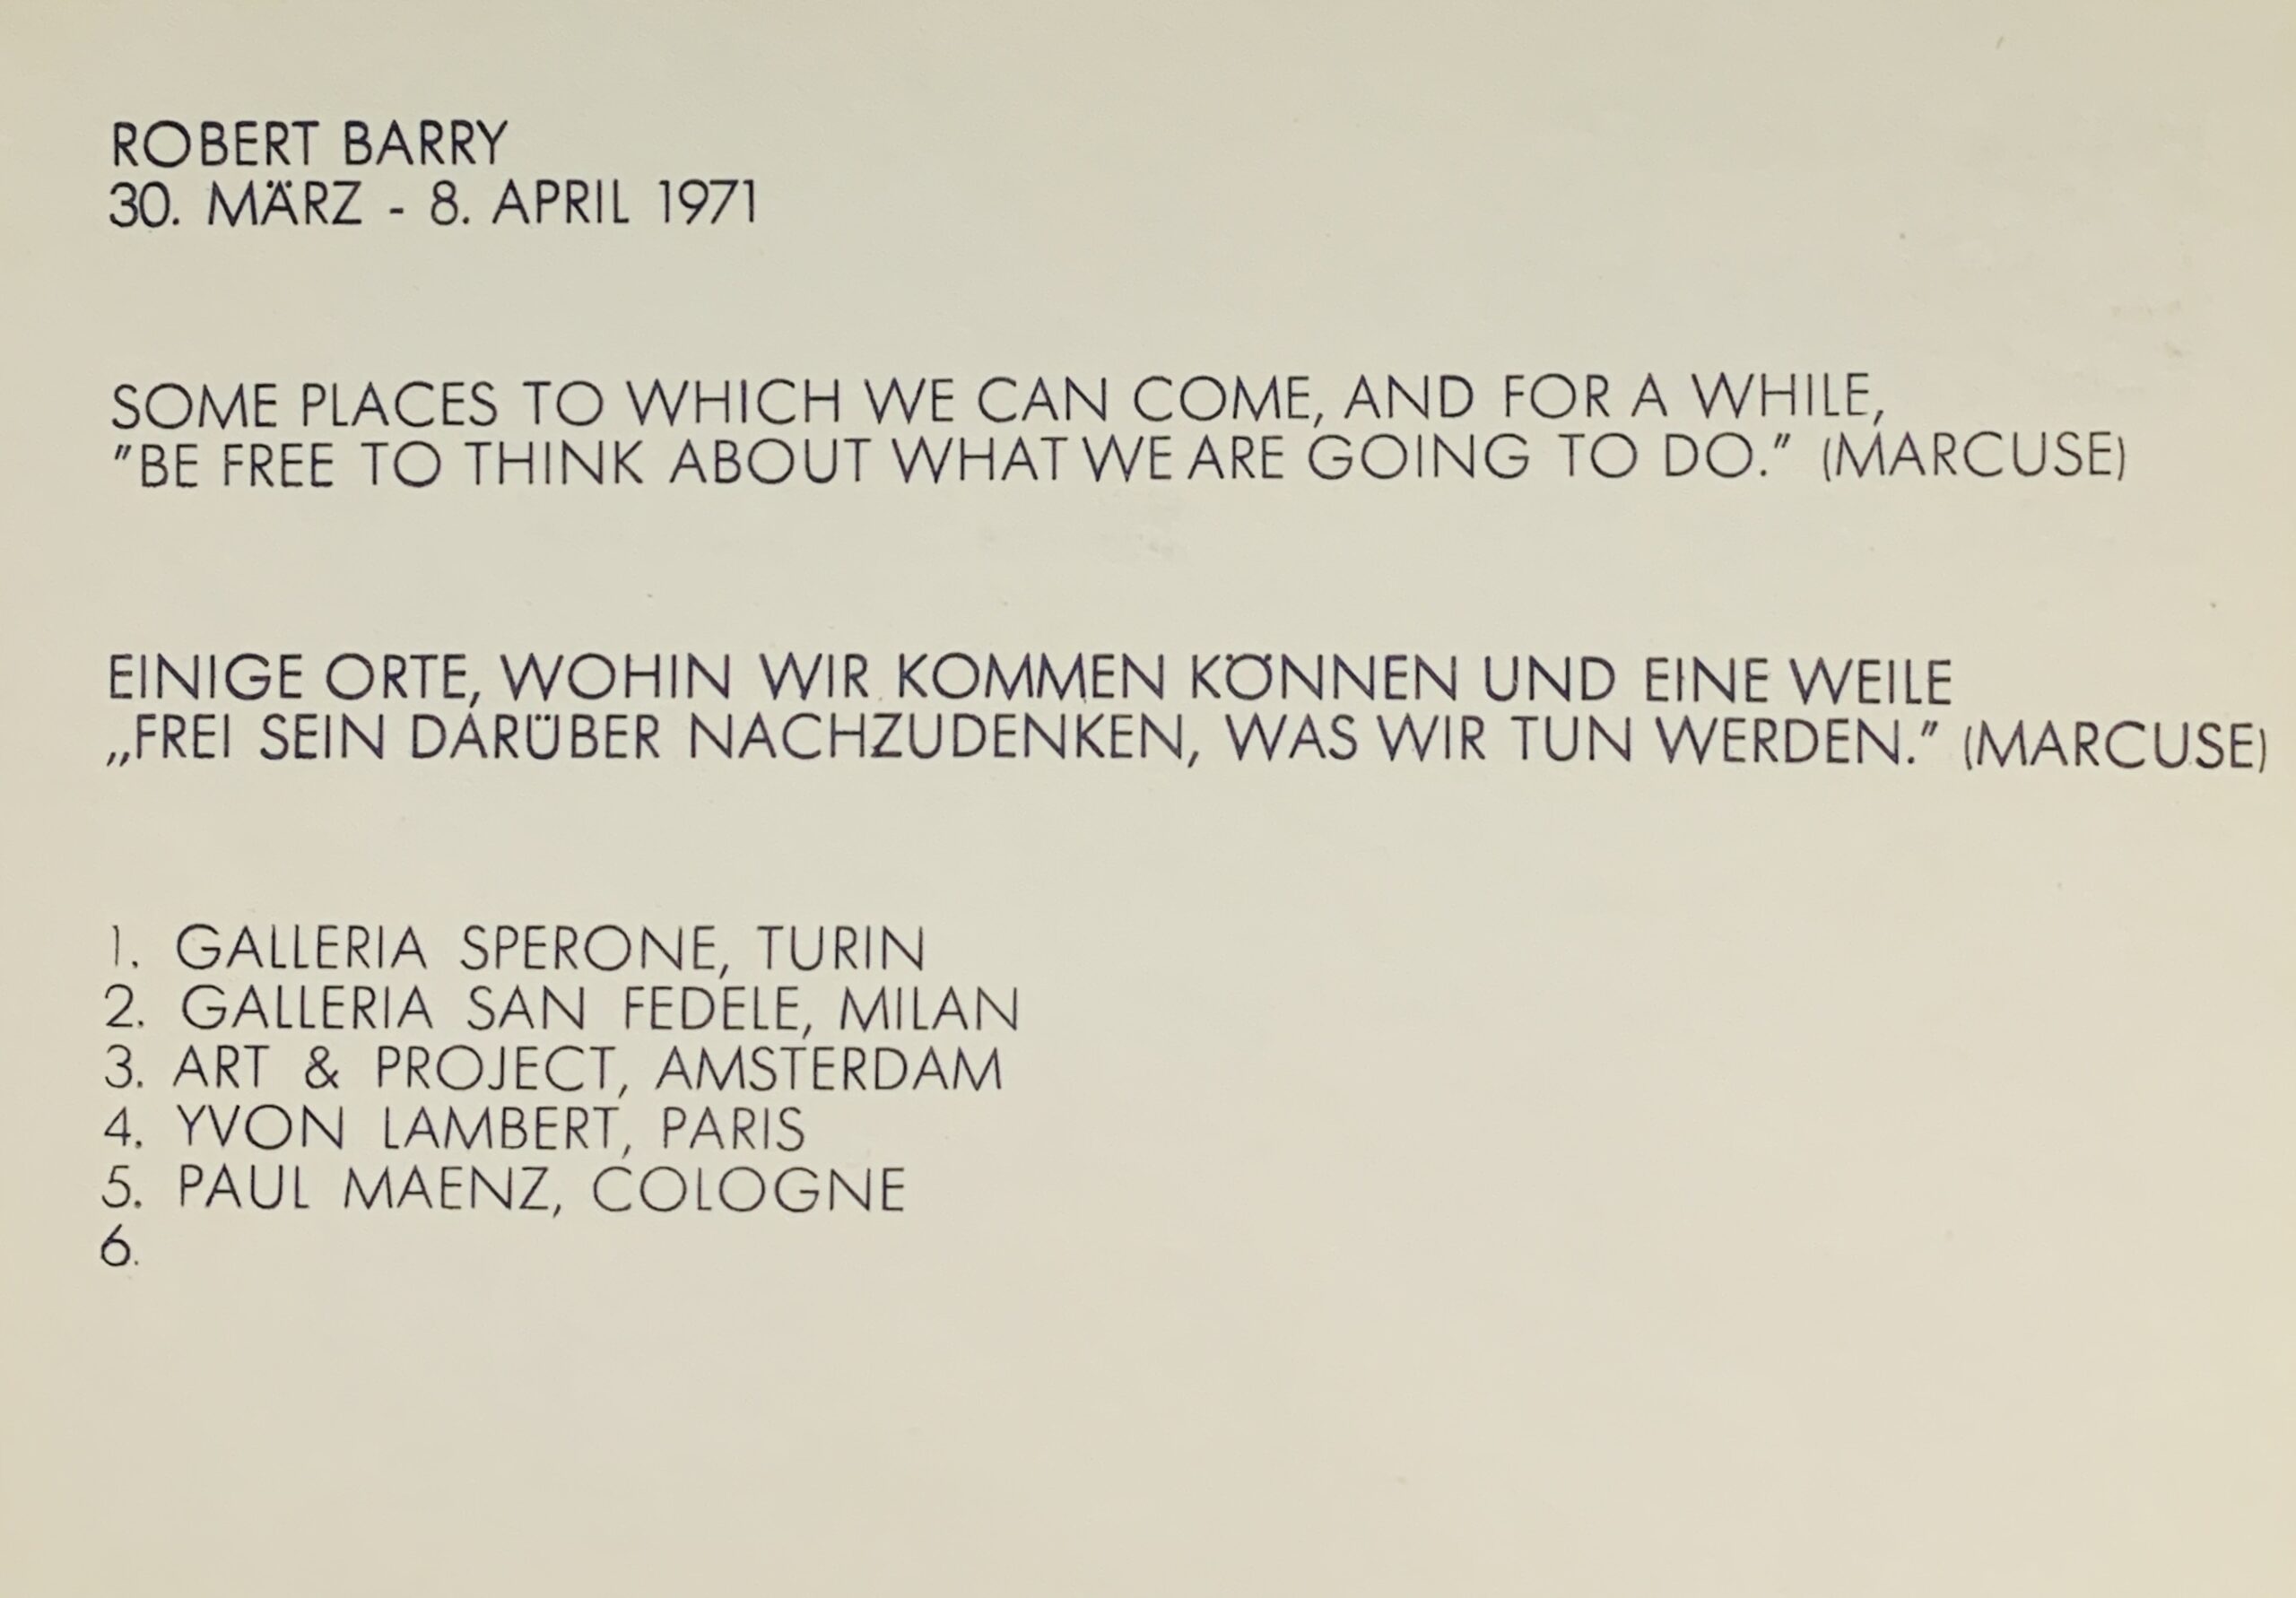 ROBERT BARRY
30. MÄRZ - 8. APRIL 1971
SOME PLACES TO WHICH WE CAN COME, AND FOR A WHILE,
"BE FREE TO THINK ABOUT WHAT WE ARE GOING TO DO." (MARCUSE)
EINIGE ORTE, WOHIN WIR KOMMEN KÖNNEN UND EINE WEILE
„FREI SEIN DARÜBER NACHZUDENKEN, WAS WIR TUN WERDEN." (MARCUSE)
1. GALLERIA SPERONE, TURIN
2. GALLERIA SAN FEDELE, MILAN
3. ART & PROJECT, AMSTERDAM
4. YVON LAMBERT, PARIS
5. PAUL MAENZ, COLOGNE
6.